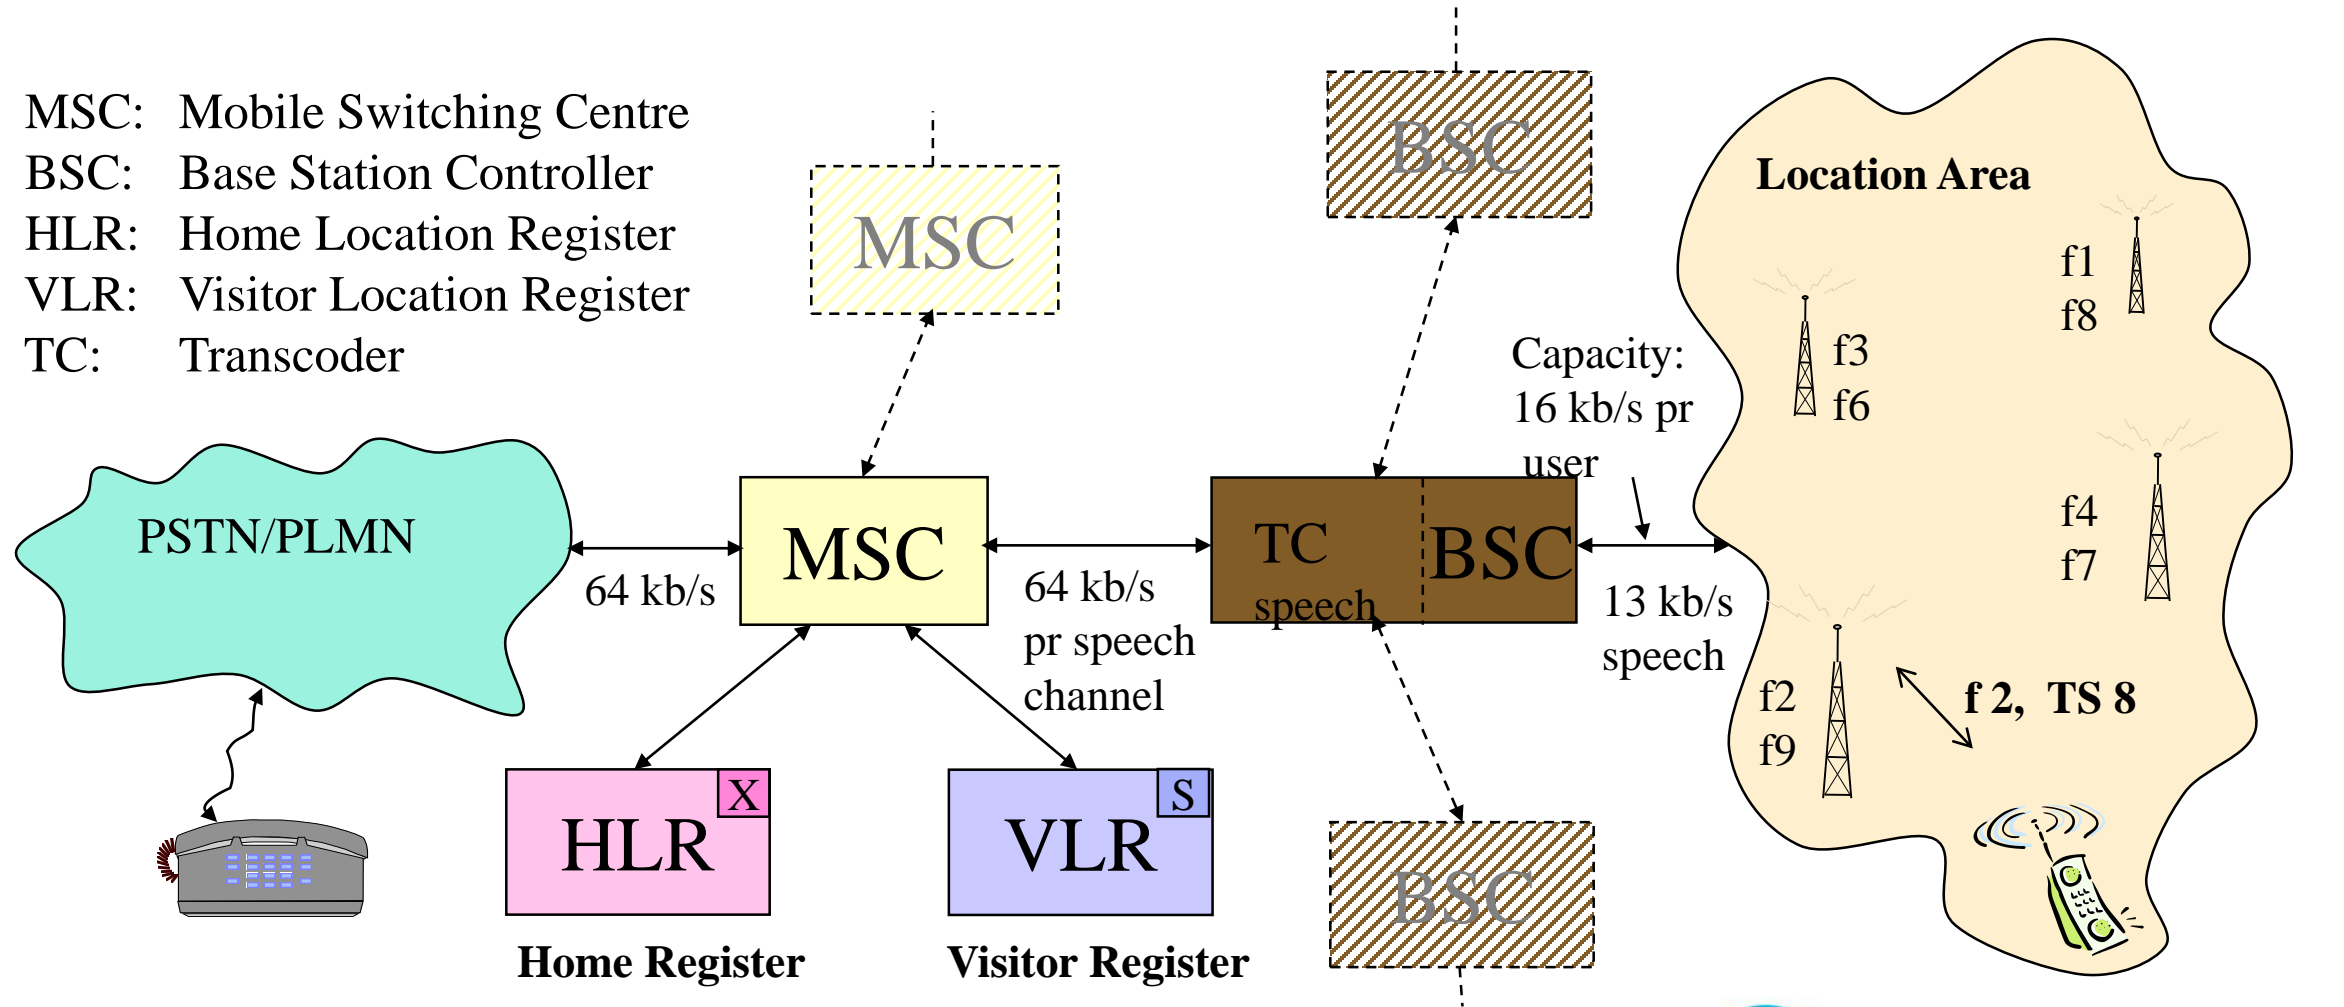 MSC: Mobile Switching Centre
BSC: Base Station Controller
HLR: Home Location Register
VLR: Visitor Location Register
TC: Transcoder
MSC
BSC
Location Area
f1
f8
f3
f6
Capacity:
16 kb/s pr
user
f4
f7
PSTN/PLMN
64 kb/s
MSC
64 kb/s
pr speech
channel
TC
speech
BSC
13 kb/s
speech
f2
f9
f 2, TS 8
X
HLR
Home Register
S
VLR
Visitor Register
BSC